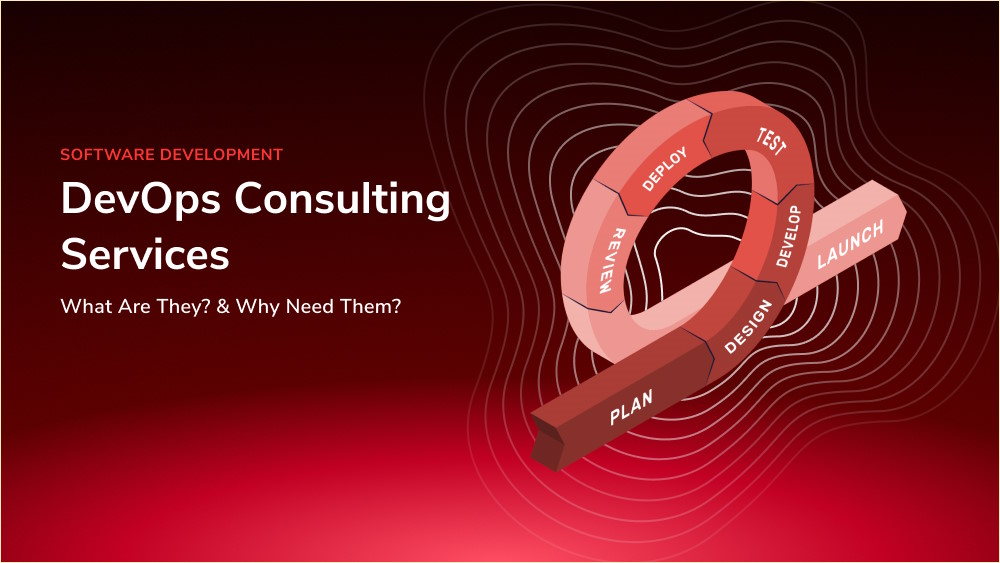 SOFTWARE DEVELOPMENT
DevOps Consulting
Services
What Are They? & Why Need Them?
PLAN
DESIGN
DEVELOP
TEST
DEPLOY
REVIEW
LAUNCH